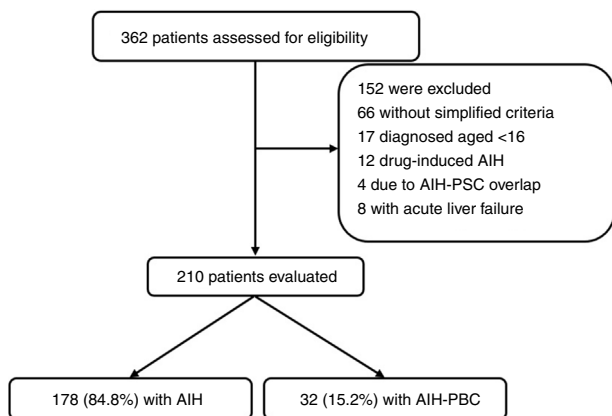 362 patients assessed for eligibility
152 were excluded
66 without simplified criteria
17 diagnosed aged <16
12 drug-induced AIH
4 due to AIH-PSC overlap
8 with acute liver failure
210 patients evaluated
178 (84.8%) with AIH
32 (15.2%) with AIH-PBC